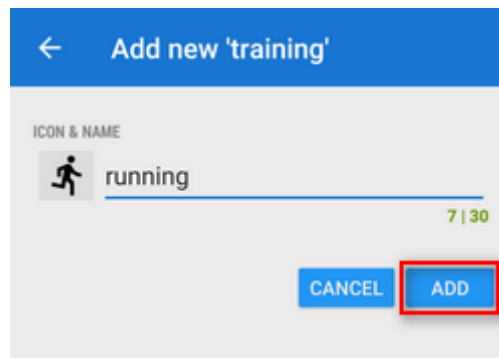 Add new 'training'
ICON & NAME
running
7 | 30
CANCEL ADD